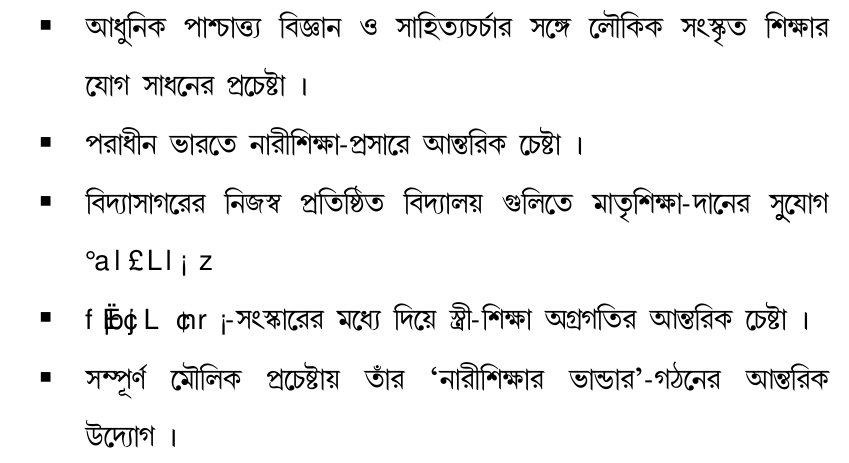 ▪ আধুনিক পাশ্চাত্ত্য বিজ্ঞান ও সাহিত্যচর্চার সঙ্গে লৌকিক সংস্কৃত শিক্ষার
যোগ সাধনের প্রচেষ্টা ।
▪ পরাধীন ভারতে নারীশিক্ষা-প্রসারে আন্তরিক চেষ্টা ।
▪ বিদ্যাসাগরের নিজস্ব প্রতিষ্ঠিত বিদ্যালয় গুলিতে মাতৃশিক্ষা-দানের সুযোগ
°al£Ll¡ z
▪ -সংস্কারের মধ্যে দিয়ে স্ত্রী-শিক্ষা অগ্রগতির আন্তরিক চেষ্টা ।
▪ সম্পূর্ণ মৌলিক প্রচেষ্টায় তাঁর ‘নারীশিক্ষার ভান্ডার’-গঠনের আন্তরিক
উদ্যোগ ।